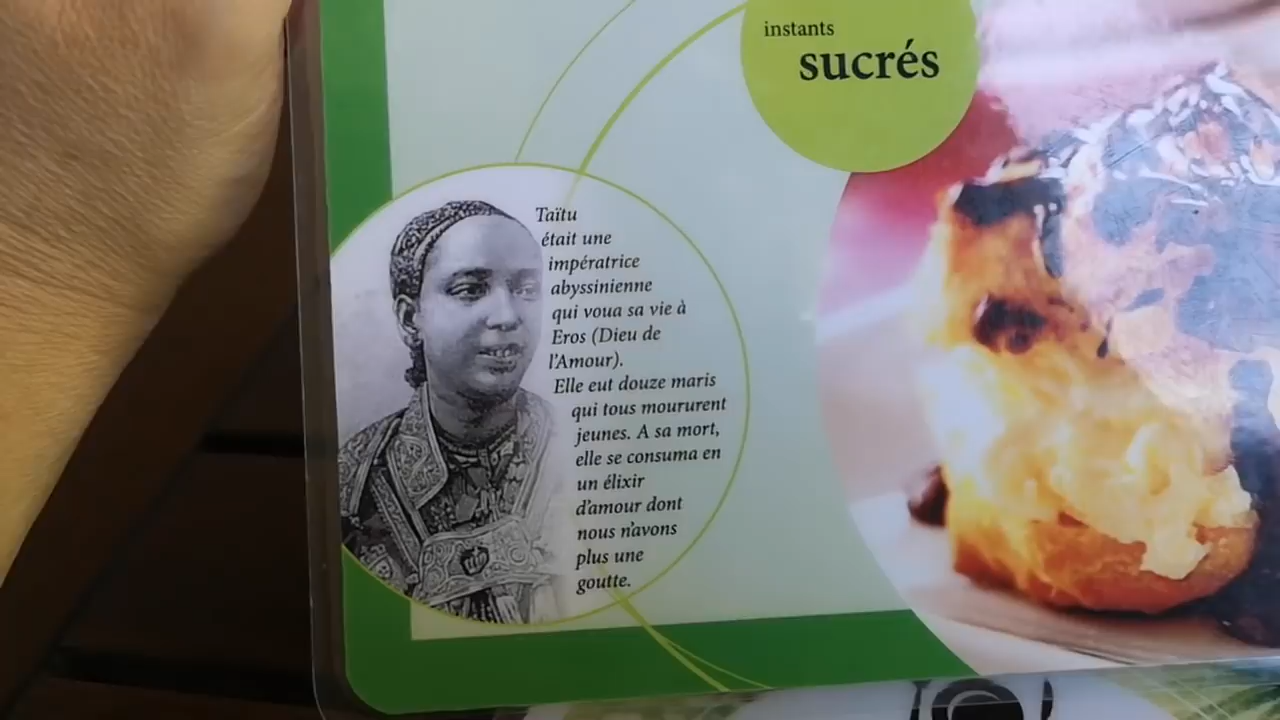 instants
sucrés
Taïtu
était une
impératrice
abyssinienne
qui voua sa vie à
Eros (Dieu de
l'Amour).
Elle eut douze maris
qui tous moururent
jeunes. A sa mort,
elle se consuma en
un élixir
d'amour dont
nous n'avons
plus une
goutte.